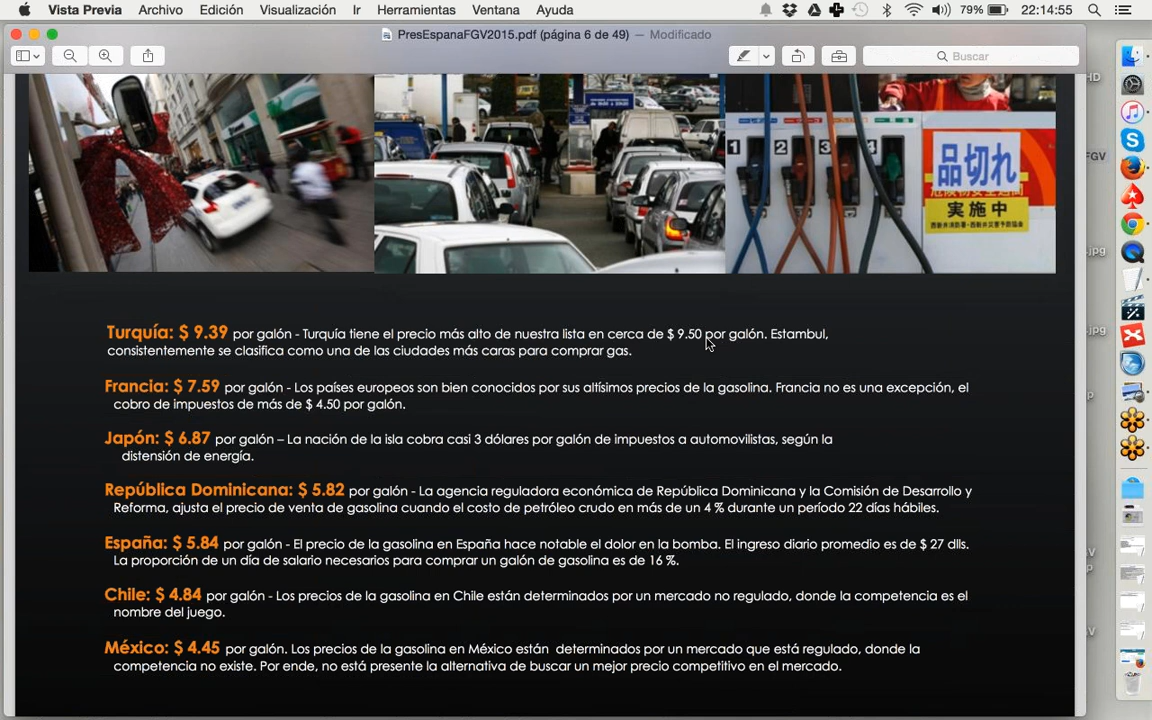 Vista Previa Archivo Edición Visualización Ir Herramientas Ventana Ayuda 79% 22:14:55
PresEspanaFGV2015.pdf (página 6 de 49) — Modificado
Buscar
HD
FGV
.jpg
.jpg
1 2 3 4
品切れ
実施中
Turquía: $ 9.39 por galón - Turquía tiene el precio más alto de nuestra lista en cerca de $ 9.50 por galón. Estambul,
consistentemente se clasifica como una de las ciudades más caras para comprar gas.
Francia: $ 7.59 por galón - Los países europeos son bien conocidos por sus altísimos precios de la gasolina. Francia no es una excepción, el
cobro de impuestos de más de $ 4.50 por galón.
Japón: $ 6.87 por galón – La nación de la isla cobra casi 3 dólares por galón de impuestos a automovilistas, según la
distensión de energía.
República Dominicana: $ 5.82 por galón - La agencia reguladora económica de República Dominicana y la Comisión de Desarrollo y
Reforma, ajusta el precio de venta de gasolina cuando el costo de petróleo crudo en más de un 4 % durante un período 22 días hábiles.
España: $ 5.84 por galón - El precio de la gasolina en España hace notable el dolor en la bomba. El ingreso diario promedio es de $ 27 dlls.
La proporción de un día de salario necesarios para comprar un galón de gasolina es de 16 %.
Chile: $ 4.84 por galón - Los precios de la gasolina en Chile están determinados por un mercado no regulado, donde la competencia es el
nombre del juego.
México: $ 4.45 por galón. Los precios de la gasolina en México están determinados por un mercado que está regulado, donde la
competencia no existe. Por ende, no está presente la alternativa de buscar un mejor precio competitivo en el mercado.